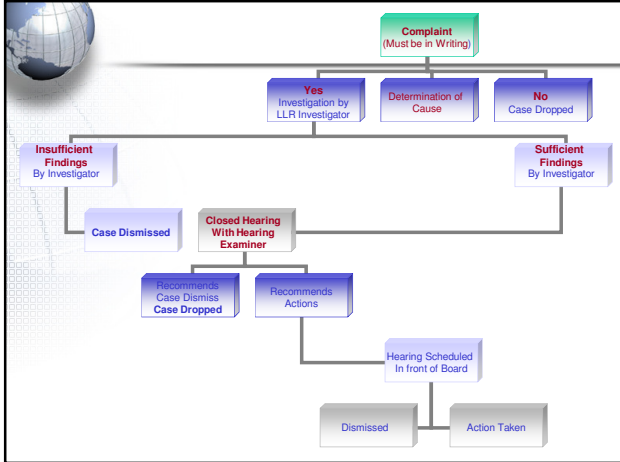 Complaint
(Must be in Writing)
Yes
Investigation by
LLR Investigator
Determination of
Cause
No
Case Dropped
Insufficient
Findings
By Investigator
Sufficient
Findings
By Investigator
Case Dismissed
Closed Hearing
With Hearing
Examiner
Recommends
Case Dismiss
Case Dropped
Recommends
Actions
Hearing Scheduled
In front of Board
Dismissed
Action Taken